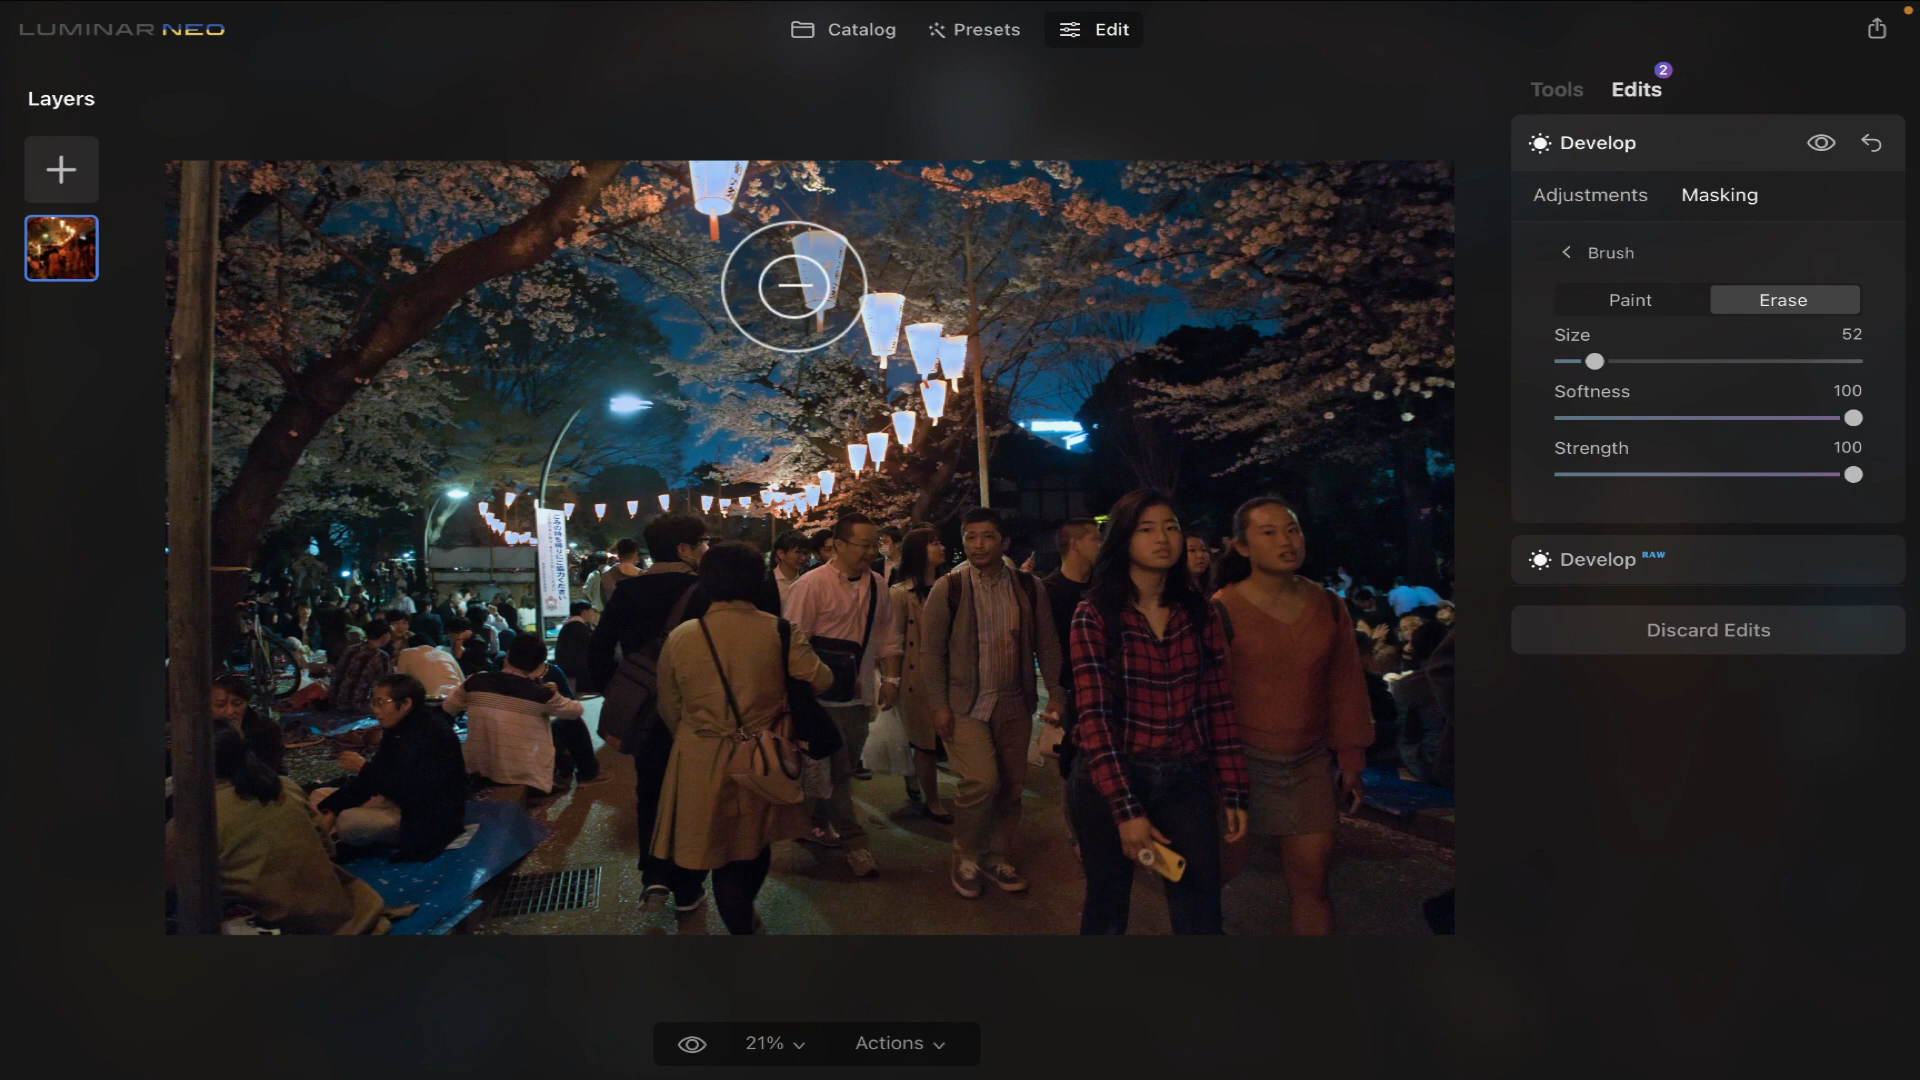 LUMINAR NEO
Catalog
Presets
Edit
Layers
Tools
Edits
2
Develop
Adjustments
Masking
Brush
Paint
Erase
Size
52
Softness
100
Strength
100
Develop RAW
Discard Edits
21%
Actions